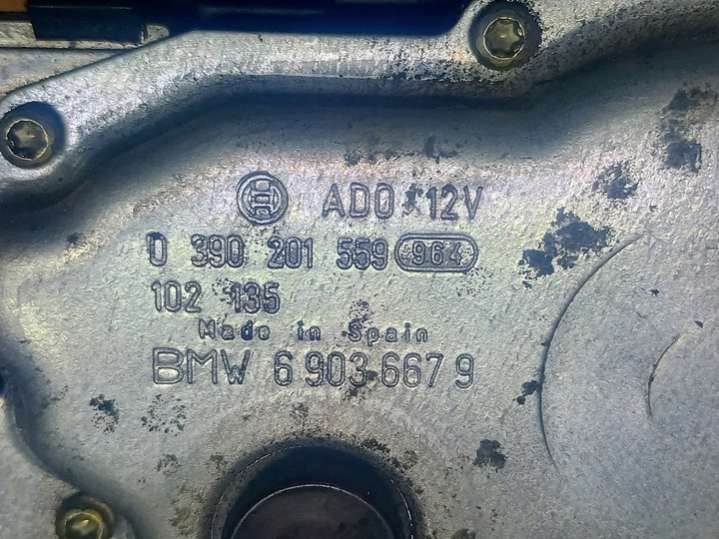 ADO 12V
0 390 201 559 964
102 135
Made in Spain
BMW 6 903 667 9